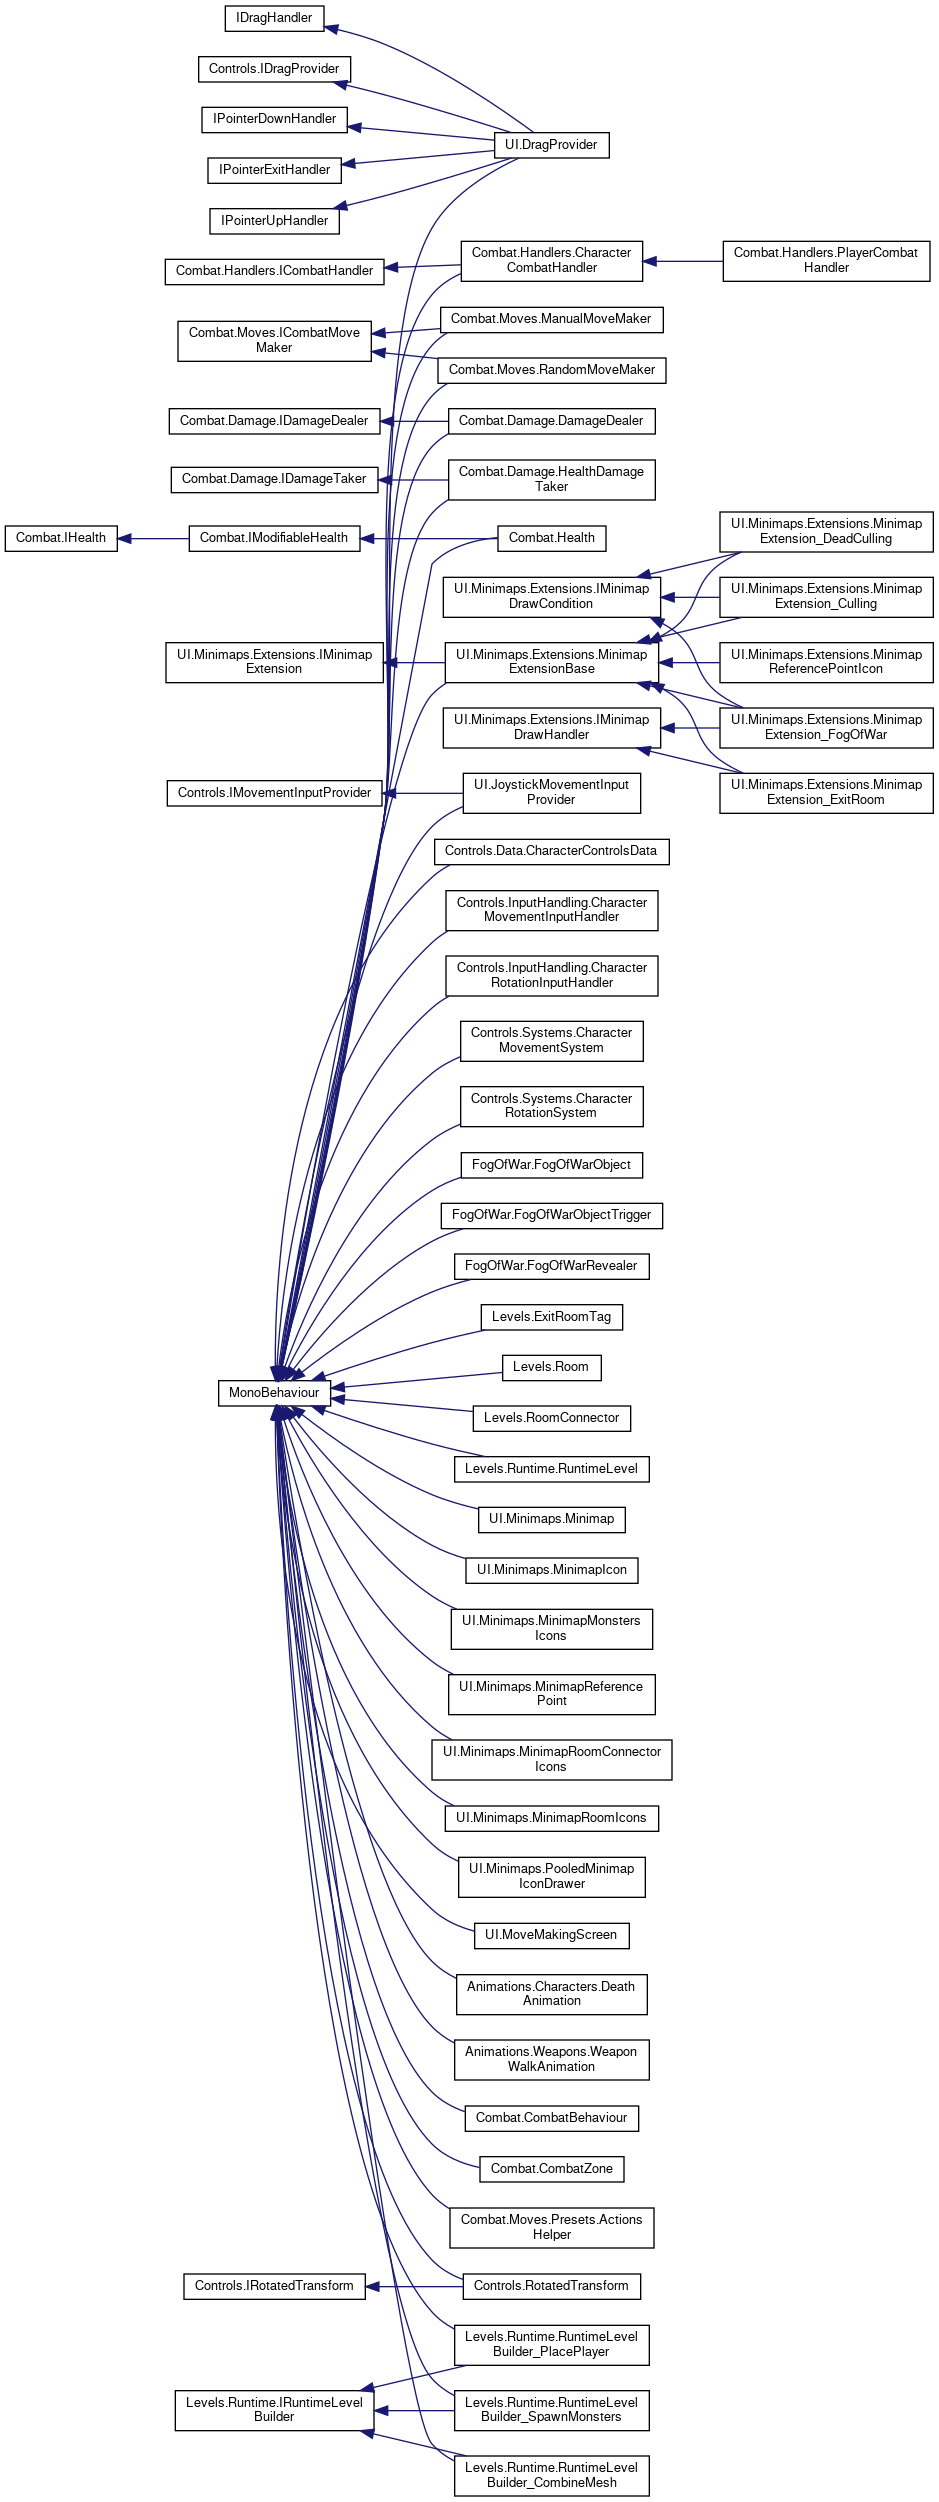 IDragHandler
Controls.IDragProvider
IPointerDownHandler
UI.DragProvider
IPointerExitHandler
IPointerUpHandler
Combat.Handlers.ICombatHandler
Combat.Handlers.Character
CombatHandler
Combat.Handlers.PlayerCombat
Handler
Combat.Moves.ICombatMove
Maker
Combat.Moves.ManualMoveMaker
Combat.Moves.RandomMoveMaker
Combat.Damage.IDamageDealer
Combat.Damage.DamageDealer
Combat.Damage.IDamageTaker
Combat.Damage.HealthDamage
Taker
Combat.IHealth
Combat.IModifiableHealth
Combat.Health
UI.Minimaps.Extensions.Minimap
Extension_DeadCulling
UI.Minimaps.Extensions.IMinimap
DrawCondition
UI.Minimaps.Extensions.Minimap
Extension_Culling
UI.Minimaps.Extensions.IMinimap
Extension
UI.Minimaps.Extensions.Minimap
ExtensionBase
UI.Minimaps.Extensions.Minimap
ReferencePointIcon
UI.Minimaps.Extensions.IMinimap
DrawHandler
UI.Minimaps.Extensions.Minimap
Extension_FogOfWar
UI.Minimaps.Extensions.Minimap
Extension_ExitRoom
Controls.IMovementInputProvider
UI.JoystickMovementInput
Provider
Controls.Data.CharacterControlsData
Controls.InputHandling.Character
MovementInputHandler
Controls.InputHandling.Character
RotationInputHandler
Controls.Systems.Character
MovementSystem
Controls.Systems.Character
RotationSystem
FogOfWar.FogOfWarObject
FogOfWar.FogOfWarObjectTrigger
FogOfWar.FogOfWarRevealer
Levels.ExitRoomTag
Levels.Room
MonoBehaviour
Levels.RoomConnector
Levels.Runtime.RuntimeLevel
UI.Minimaps.Minimap
UI.Minimaps.MinimapIcon
UI.Minimaps.MinimapMonsters
Icons
UI.Minimaps.MinimapReference
Point
UI.Minimaps.MinimapRoomConnector
Icons
UI.Minimaps.MinimapRoomIcons
UI.Minimaps.PooledMinimap
IconDrawer
UI.MoveMakingScreen
Animations.Characters.Death
Animation
Animations.Weapons.Weapon
WalkAnimation
Combat.CombatBehaviour
Combat.CombatZone
Combat.Moves.Presets.Actions
Helper
Controls.IRotatedTransform
Controls.RotatedTransform
Levels.Runtime.RuntimeLevel
Builder_PlacePlayer
Levels.Runtime.IRuntimeLevel
Builder
Levels.Runtime.RuntimeLevel
Builder_SpawnMonsters
Levels.Runtime.RuntimeLevel
Builder_CombineMesh